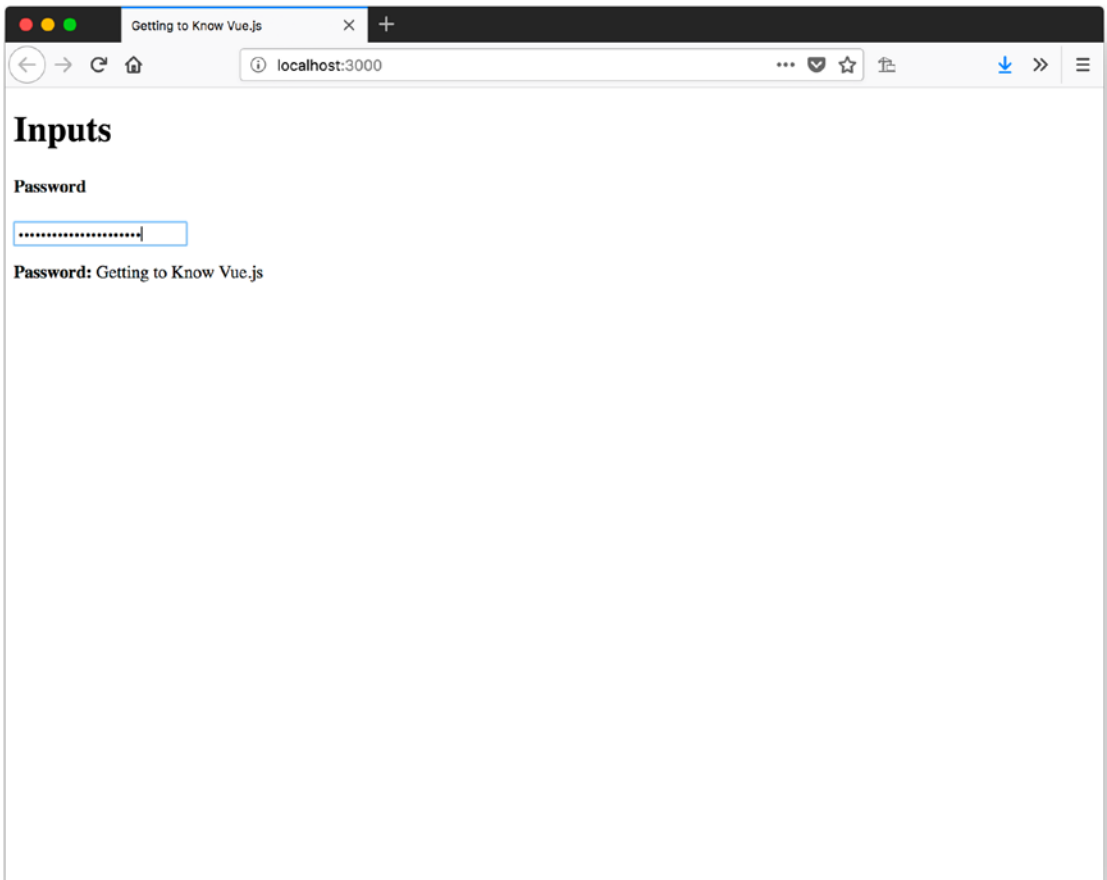 Getting to Know Vue.js
localhost:3000
Inputs
Password
••••••••••••••••••••••
Password: Getting to Know Vue.js